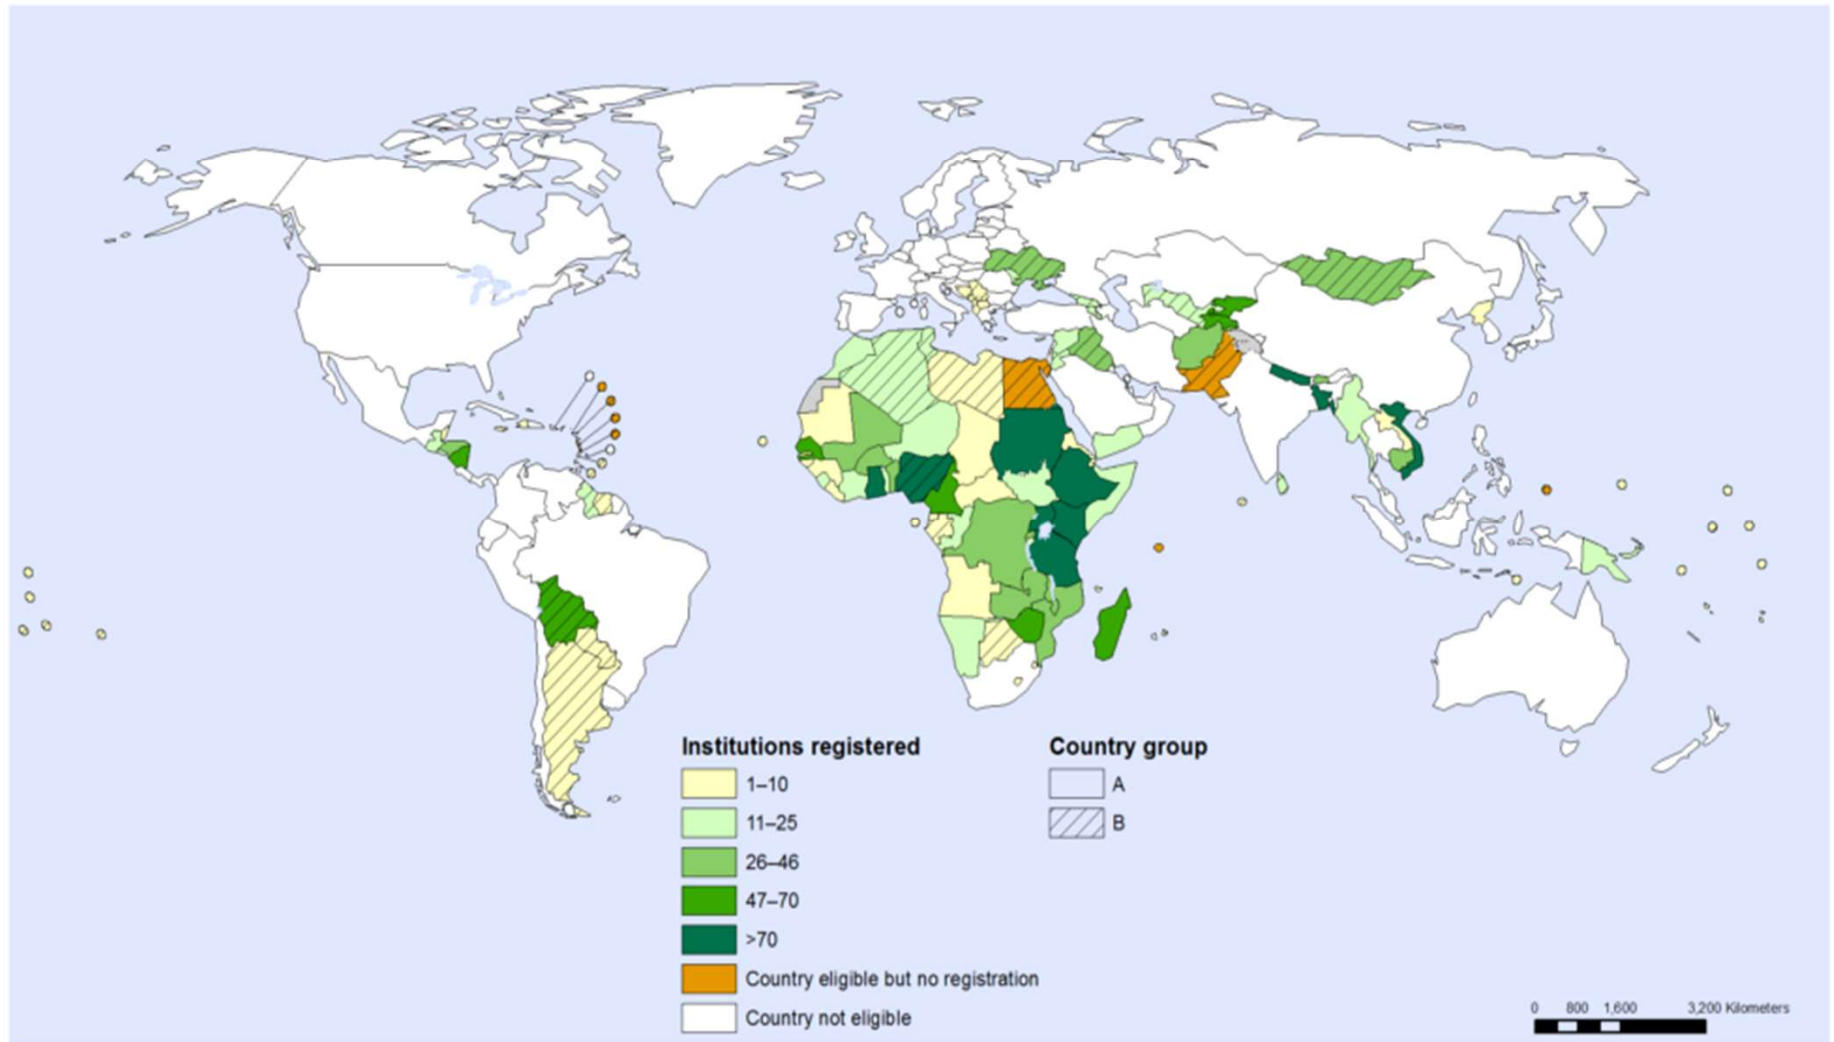 Institutions registered
1–10
11–25
26–46
47–70
>70
Country eligible but no registration
Country not eligible
Country group
A
B
0 800 1,600 3,200 Kilometers